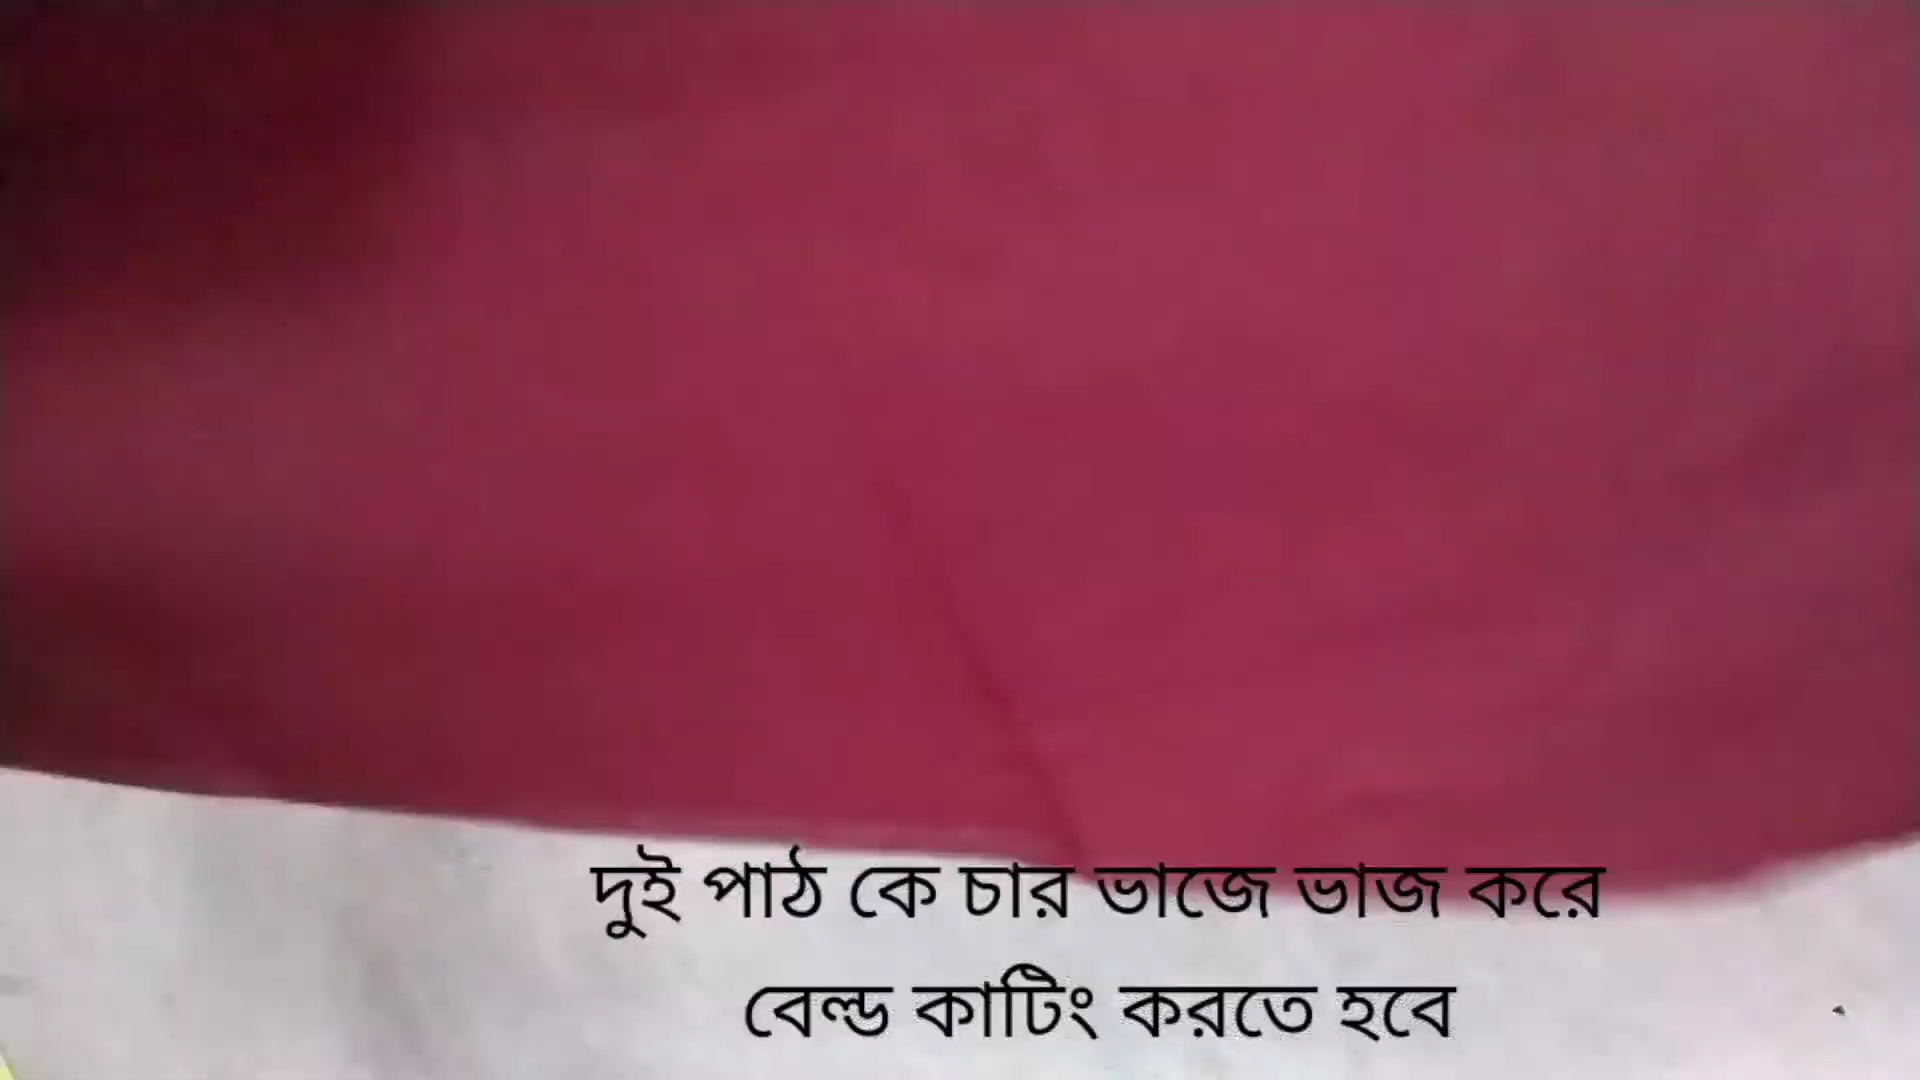 দুই পাঠ কে চার ভাজে ভাজ করে
বেল্ড কাটিং করতে হবে